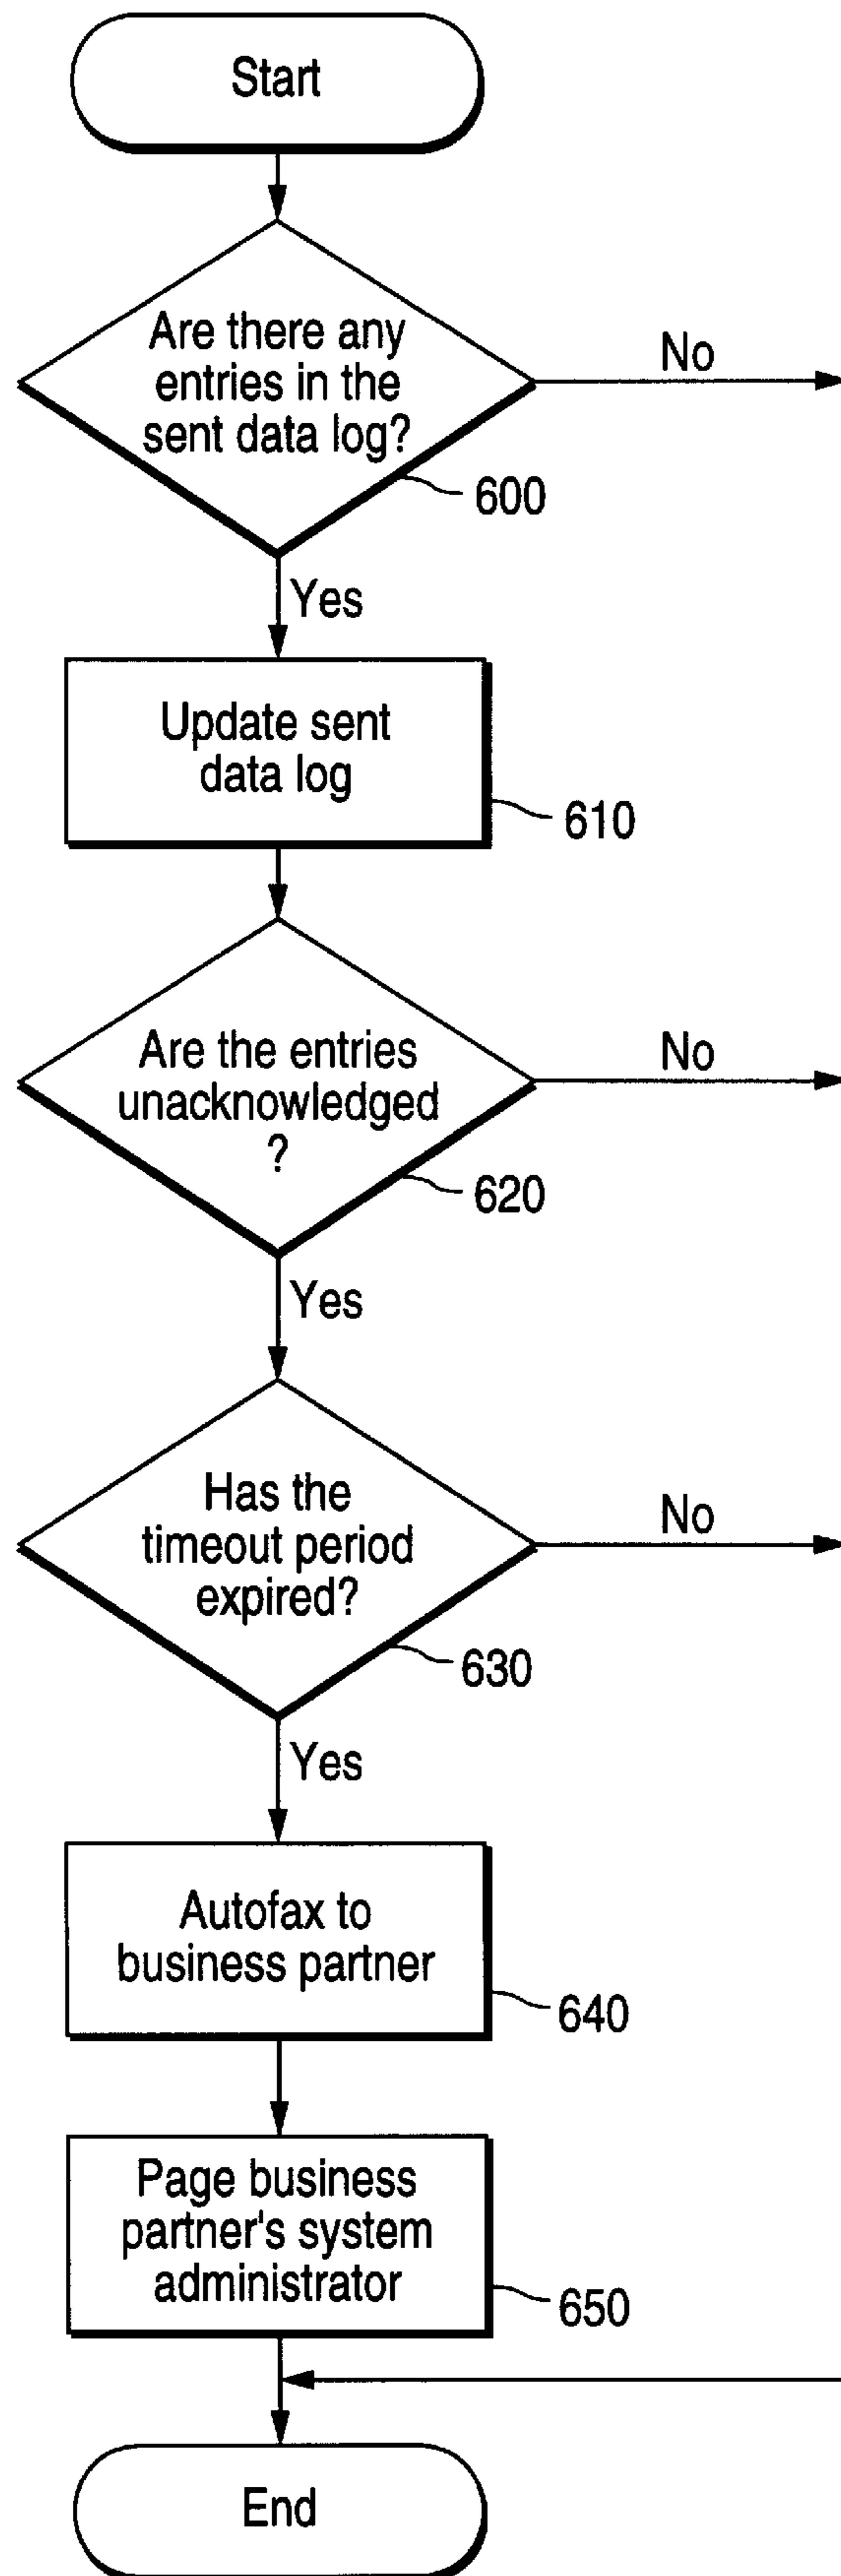 Start
Are there any
entries in the
sent data log?
No
600
Yes
Update sent
data log
610
Are the entries
unacknowledged
?
No
620
Yes
Has the
timeout period
expired?
No
630
Yes
Autofax to
business partner
640
Page business
partner's system
administrator
650
End